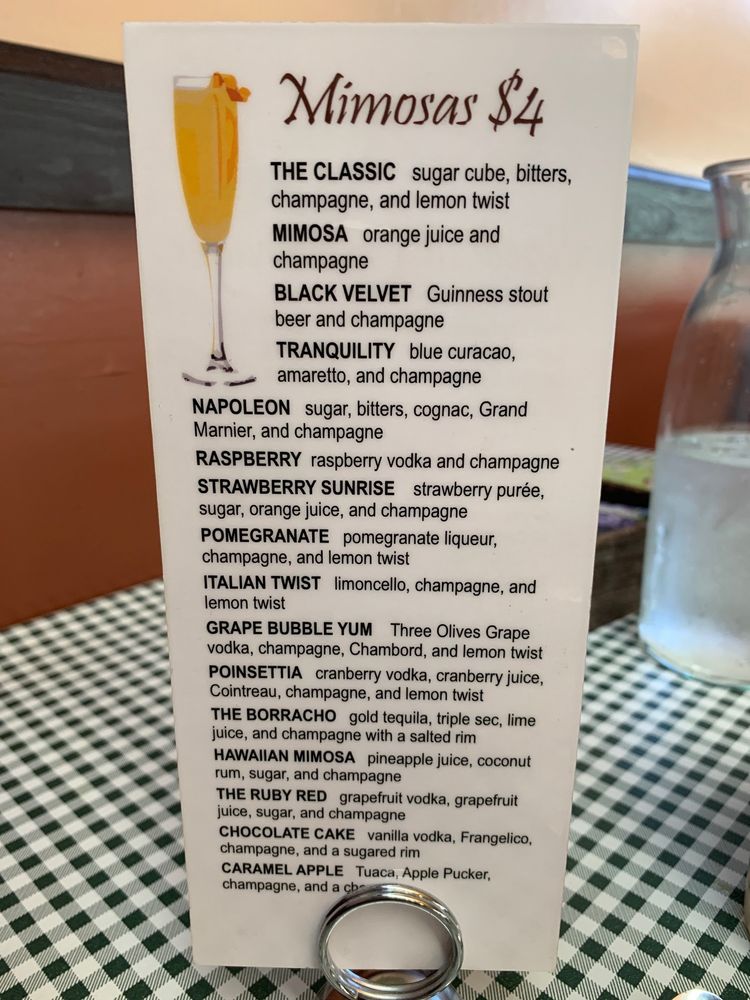 Mimosas $4
THE CLASSIC sugar cube, bitters,
champagne, and lemon twist
MIMOSA orange juice and
champagne
BLACK VELVET Guinness stout
beer and champagne
TRANQUILITY blue curacao,
amaretto, and champagne
NAPOLEON sugar, bitters, cognac, Grand
Marnier, and champagne
RASPBERRY raspberry vodka and champagne
STRAWBERRY SUNRISE strawberry purée,
sugar, orange juice, and champagne
POMEGRANATE pomegranate liqueur,
champagne, and lemon twist
ITALIAN TWIST limoncello, champagne, and
lemon twist
GRAPE BUBBLE YUM Three Olives Grape
vodka, champagne, Chambord, and lemon twist
POINSETTIA cranberry vodka, cranberry juice,
Cointreau, champagne, and lemon twist
THE BORRACHO gold tequila, triple sec, lime
juice, and champagne with a salted rim
HAWAIIAN MIMOSA pineapple juice, coconut
rum, sugar, and champagne
THE RUBY RED grapefruit vodka, grapefruit
juice, sugar, and champagne
CHOCOLATE CAKE vanilla vodka, Frangelico,
champagne, and a sugared rim
CARAMEL APPLE Tuaca, Apple Pucker,
champagne, and a